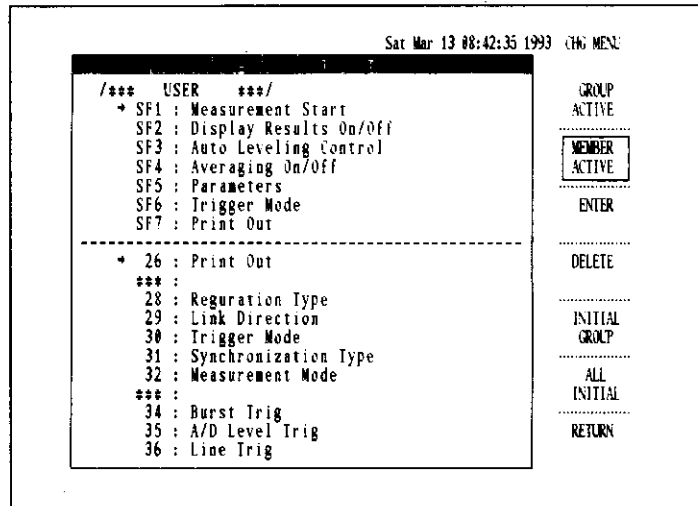 Sat Mar 13 08:42:35 1993 CHG MENU
/*** USER ***/
→ SF1 : Measurement Start
SF2 : Display Results On/Off
SF3 : Auto Leveling Control
SF4 : Averaging On/Off
SF5 : Parameters
SF6 : Trigger Mode
SF7 : Print Out
→ 26 : Print Out
*** :
28 : Reguration Type
29 : Link Direction
30 : Trigger Mode
31 : Synchronization Type
32 : Measurement Mode
*** :
34 : Burst Trig
35 : A/D Level Trig
36 : Line Trig
GROUP
ACTIVE
MEMBER
ACTIVE
ENTER
DELETE
INITIAL
GROUP
ALL
INITIAL
RETURN